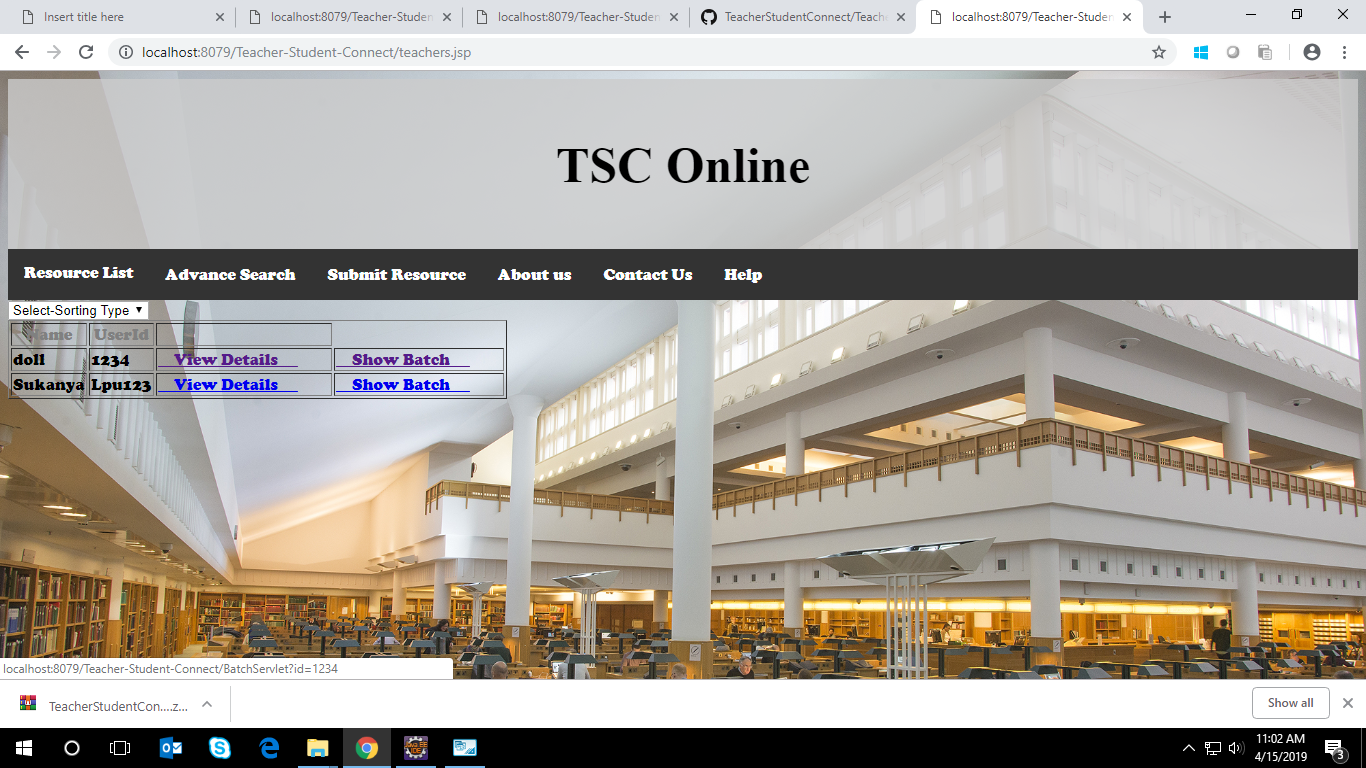 Insert title here
localhost:8079/Teacher-Studen
localhost:8079/Teacher-Studen
TeacherStudentConnect/Teach
localhost:8079/Teacher-Studen
localhost:8079/Teacher-Student-Connect/teachers.jsp
TSC Online
Resource List Advance Search Submit Resource About us Contact Us Help
Select-Sorting Type
Name UserId
doll 1234 View Details Show Batch
Sukanya Lpu123 View Details Show Batch
localhost:8079/Teacher-Student-Connect/BatchServlet?id=1234
TeacherStudentCon....z...
Show all
11:02 AM
4/15/2019
3